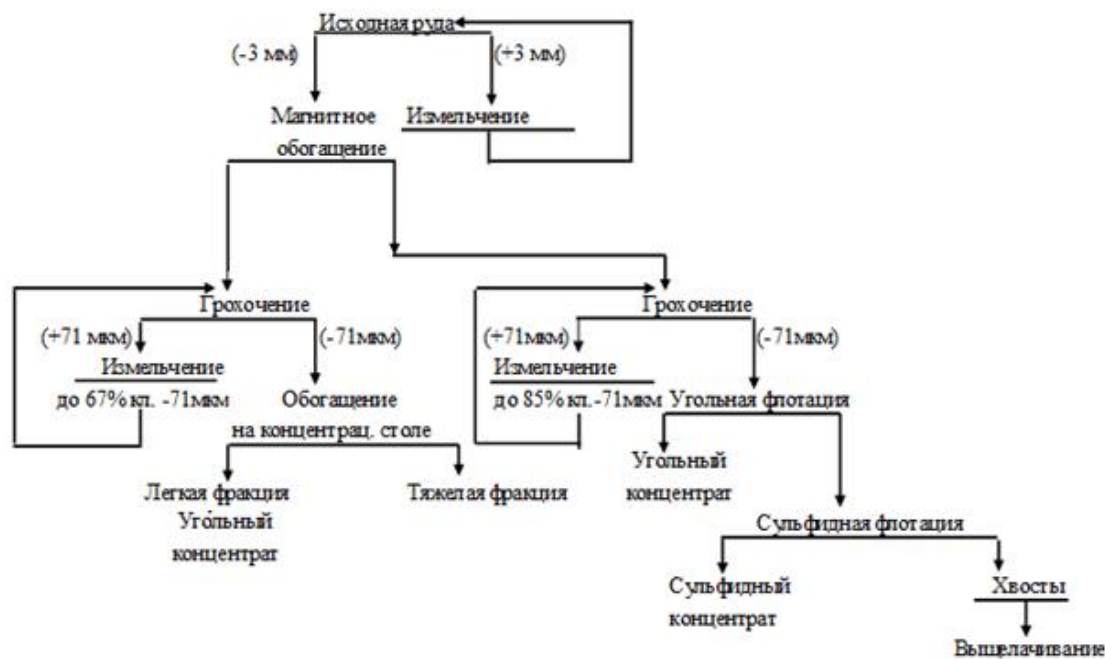 Исходная руда
(-3 мм)
(+3 мм)
Магнитное
обогащение
Измельчение
Грохочение
(+71 мкм)
(-71мкм)
Измельчение
до 67% кл. -71мкм
Обогащение
на концентрац. столе
Легкая фракция
Угольный
концентрат
Тяжелая фракция
Грохочение
(+71мкм)
(-71мкм)
Измельчение
до 85% кл.-71мкм
Угольная флотация
Угольный
концентрат
Сульфидная флотация
Сульфидный
концентрат
Хвосты
Выщелачивание